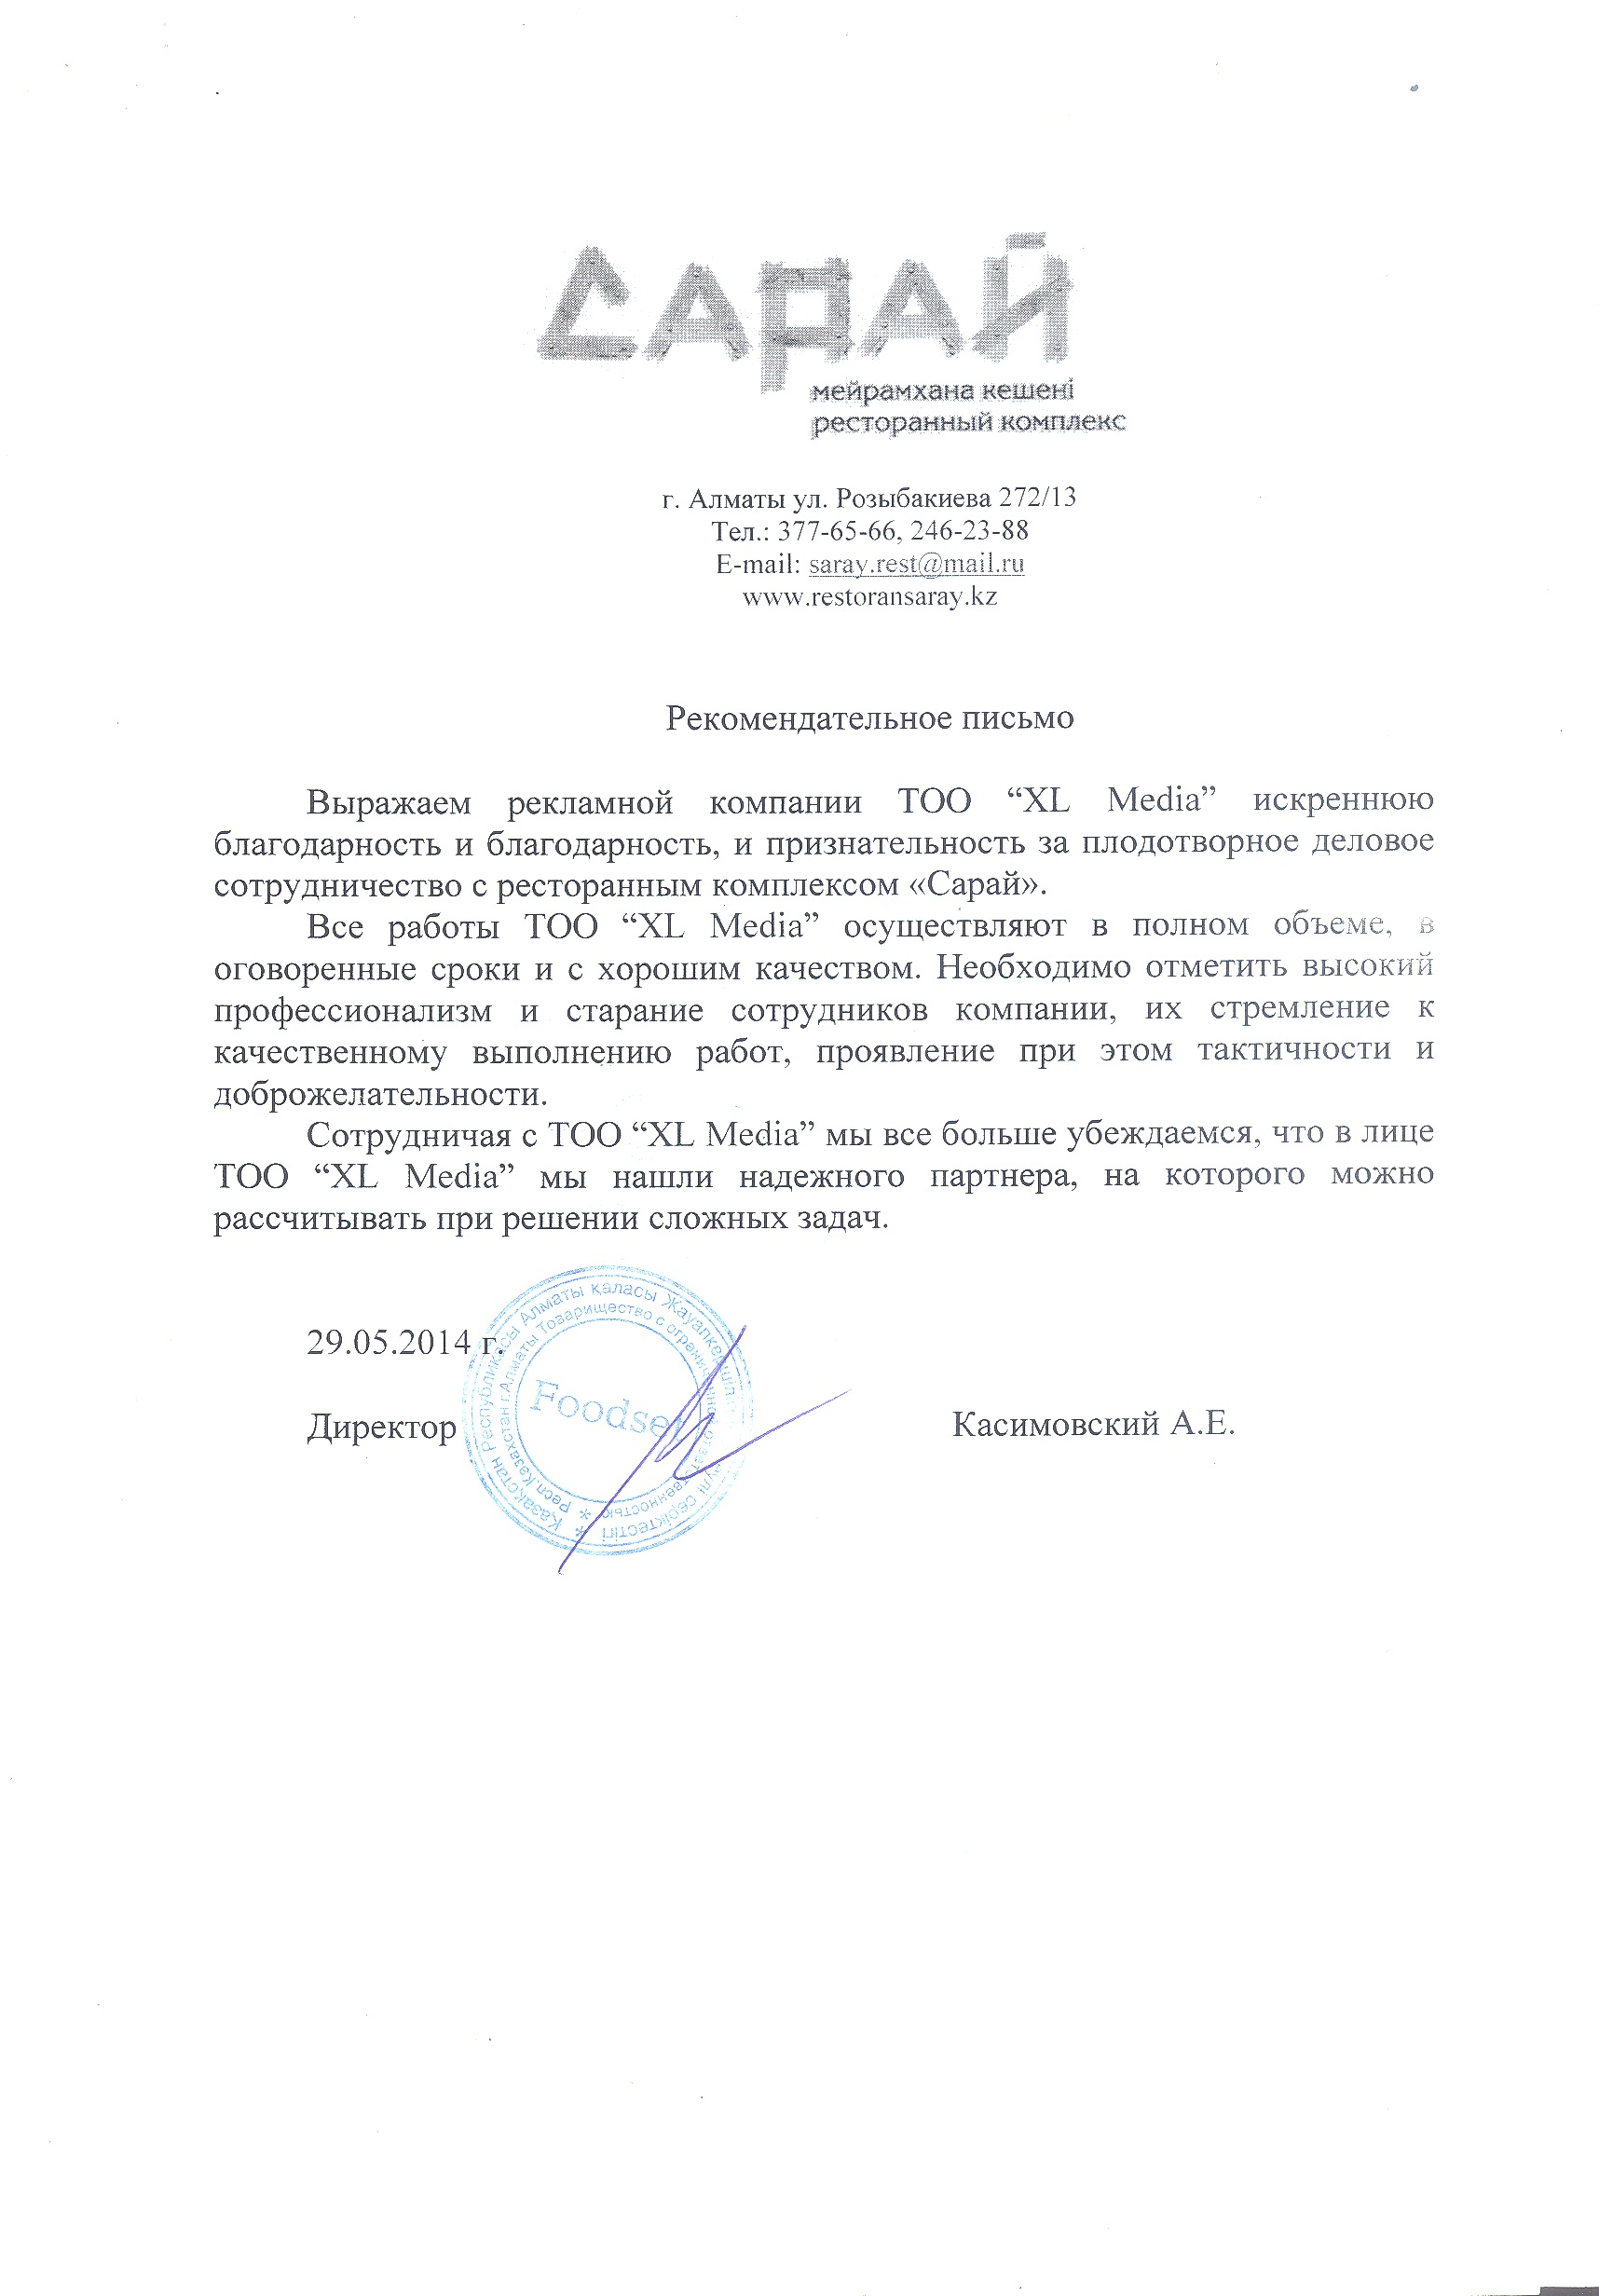 САРАЙ
мейрамхана кешені
ресторанный комплекс
г. Алматы ул. Розыбакиева 272/13
Тел.: 377-65-66, 246-23-88
E-mail: saray.rest@mail.ru
www.restoransaray.kz
Рекомендательное письмо
Выражаем рекламной компании ТОО “XL Media” искреннюю
благодарность и благодарность, и признательность за плодотворное деловое
сотрудничество с ресторанным комплексом «Сарай».
Все работы ТОО “XL Media” осуществляют в полном объеме, в
оговоренные сроки и с хорошим качеством. Необходимо отметить высокий
профессионализм и старание сотрудников компании, их стремление к
качественному выполнению работ, проявление при этом тактичности и
доброжелательности.
Сотрудничая с ТОО “XL Media” мы все больше убеждаемся, что в лице
ТОО “XL Media” мы нашли надежного партнера, на которого можно
рассчитывать при решении сложных задач.
29.05.2014 г.
Директор
Касимовский А.Е.
Қазақстан Республикасы Алматы қаласы
серіктестігі
Респ.Казахстан г.Алматы Товарищество с ограниченной ответственностью